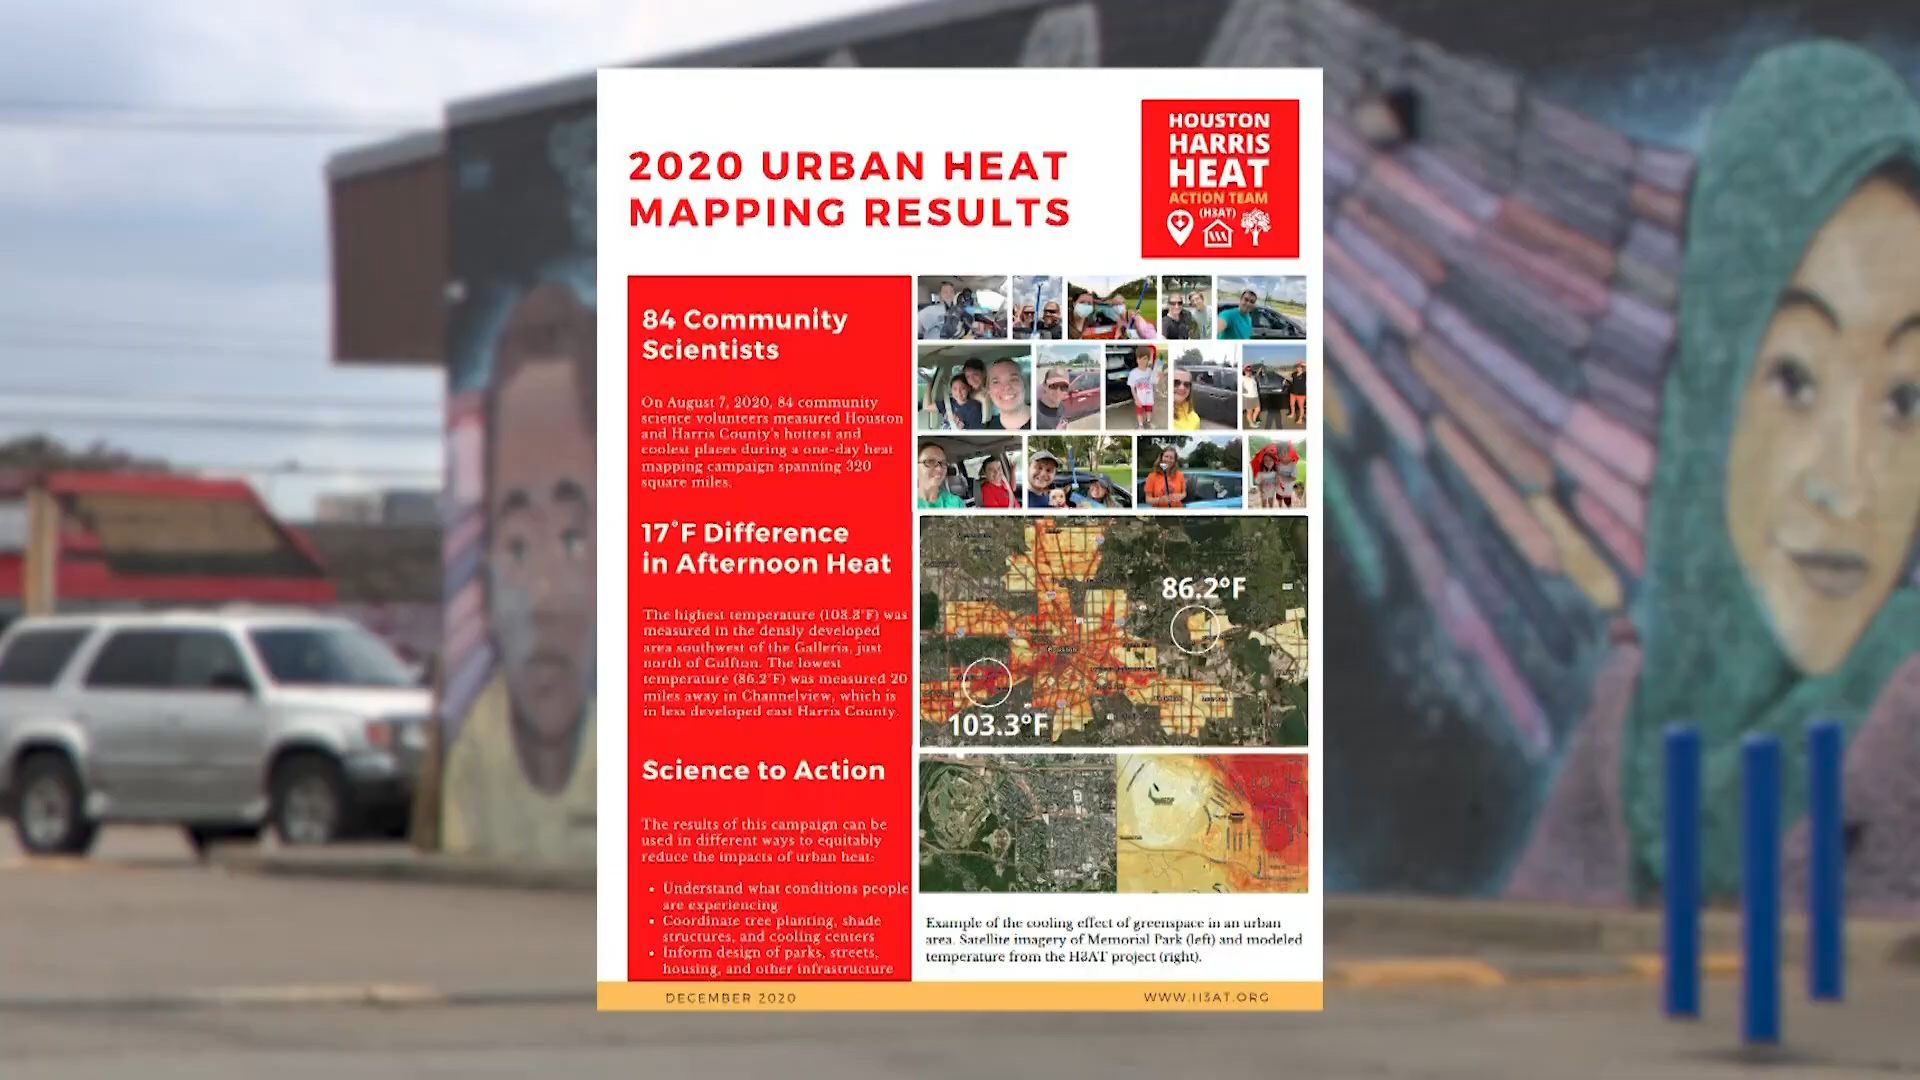 2020 URBAN HEAT
MAPPING RESULTS
HOUSTON
HARRIS
HEAT
ACTION TEAM
(H3AT)
84 Community
Scientists
On August 7, 2020, 84 community
science volunteers measured Houston
and Harris County's hottest and
coolest places during a one-day heat
mapping campaign spanning 320
square miles.
17°F Difference
in Afternoon Heat
The highest temperature (103.3°F) was
measured in the densly developed
area southwest of the Galleria, just
north of Gulfton. The lowest
temperature (86.2°F) was measured 20
miles away in Channelview, which is
in less developed east Harris County.
Science to Action
The results of this campaign can be
used in different ways to equitably
reduce the impacts of urban heat:
• Understand what conditions people
are experiencing
• Coordinate tree planting, shade
structures, and cooling centers
• Inform design of parks, streets,
housing, and other infrastructure
86.2°F
103.3°F
Example of the cooling effect of greenspace in an urban
area. Satellite imagery of Memorial Park (left) and modeled
temperature from the H3AT project (right).
DECEMBER 2020
WWW.H3AT.ORG